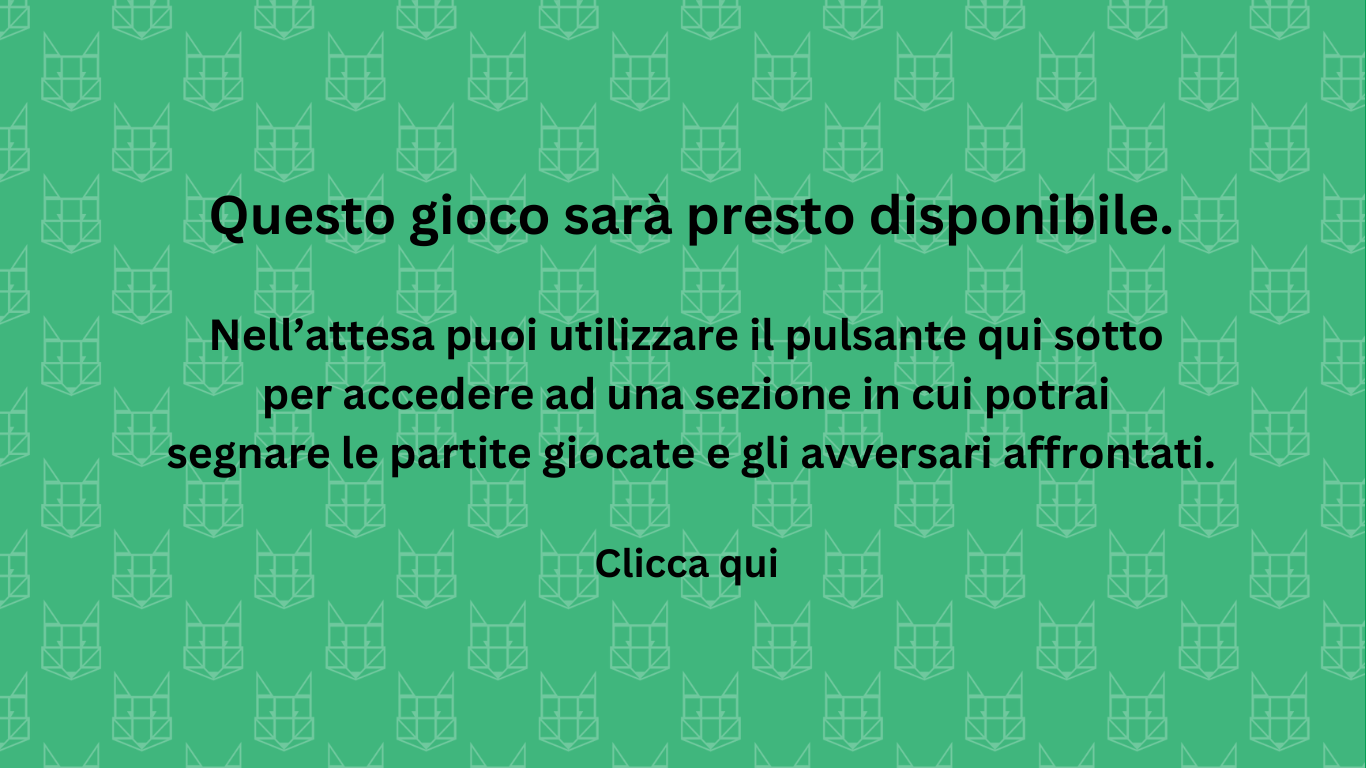 Questo gioco sarà presto disponibile.
Nell’attesa puoi utilizzare il pulsante qui sotto
per accedere ad una sezione in cui potrai
segnare le partite giocate e gli avversari affrontati.
Clicca qui